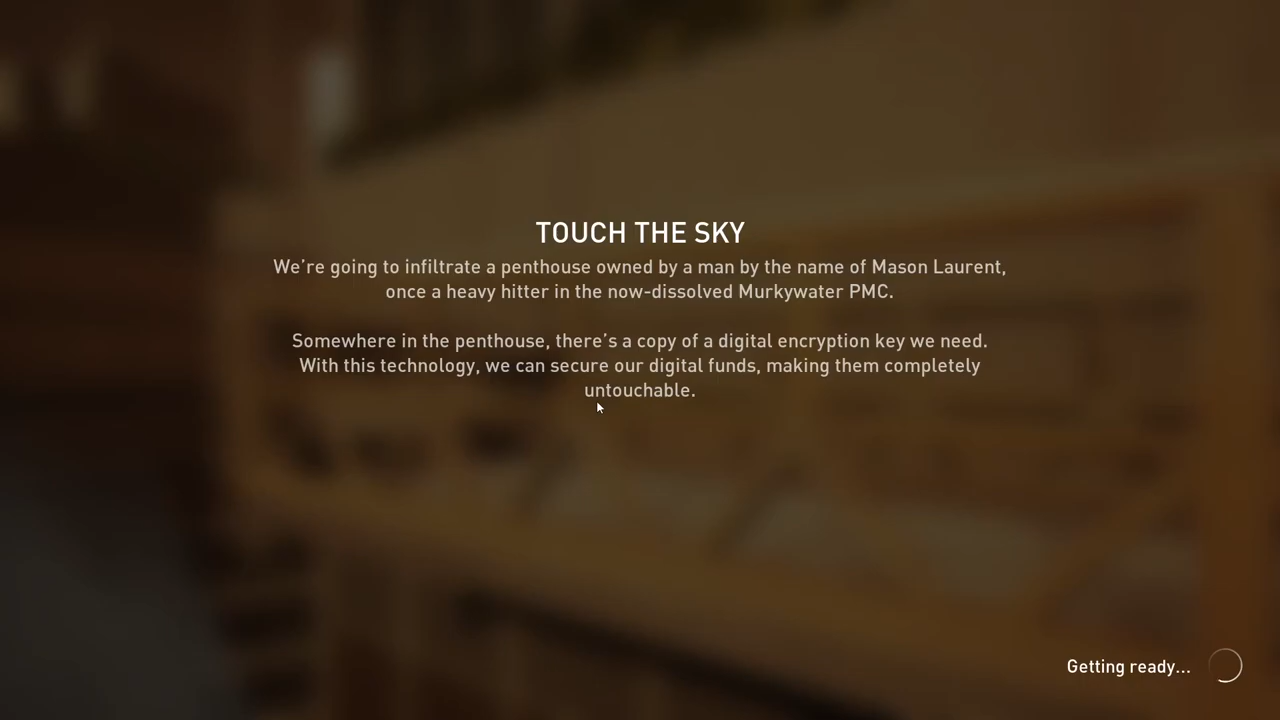 TOUCH THE SKY
We're going to infiltrate a penthouse owned by a man by the name of Mason Laurent,
once a heavy hitter in the now-dissolved Murkywater PMC.
Somewhere in the penthouse, there's a copy of a digital encryption key we need.
With this technology, we can secure our digital funds, making them completely
untouchable.
Getting ready...